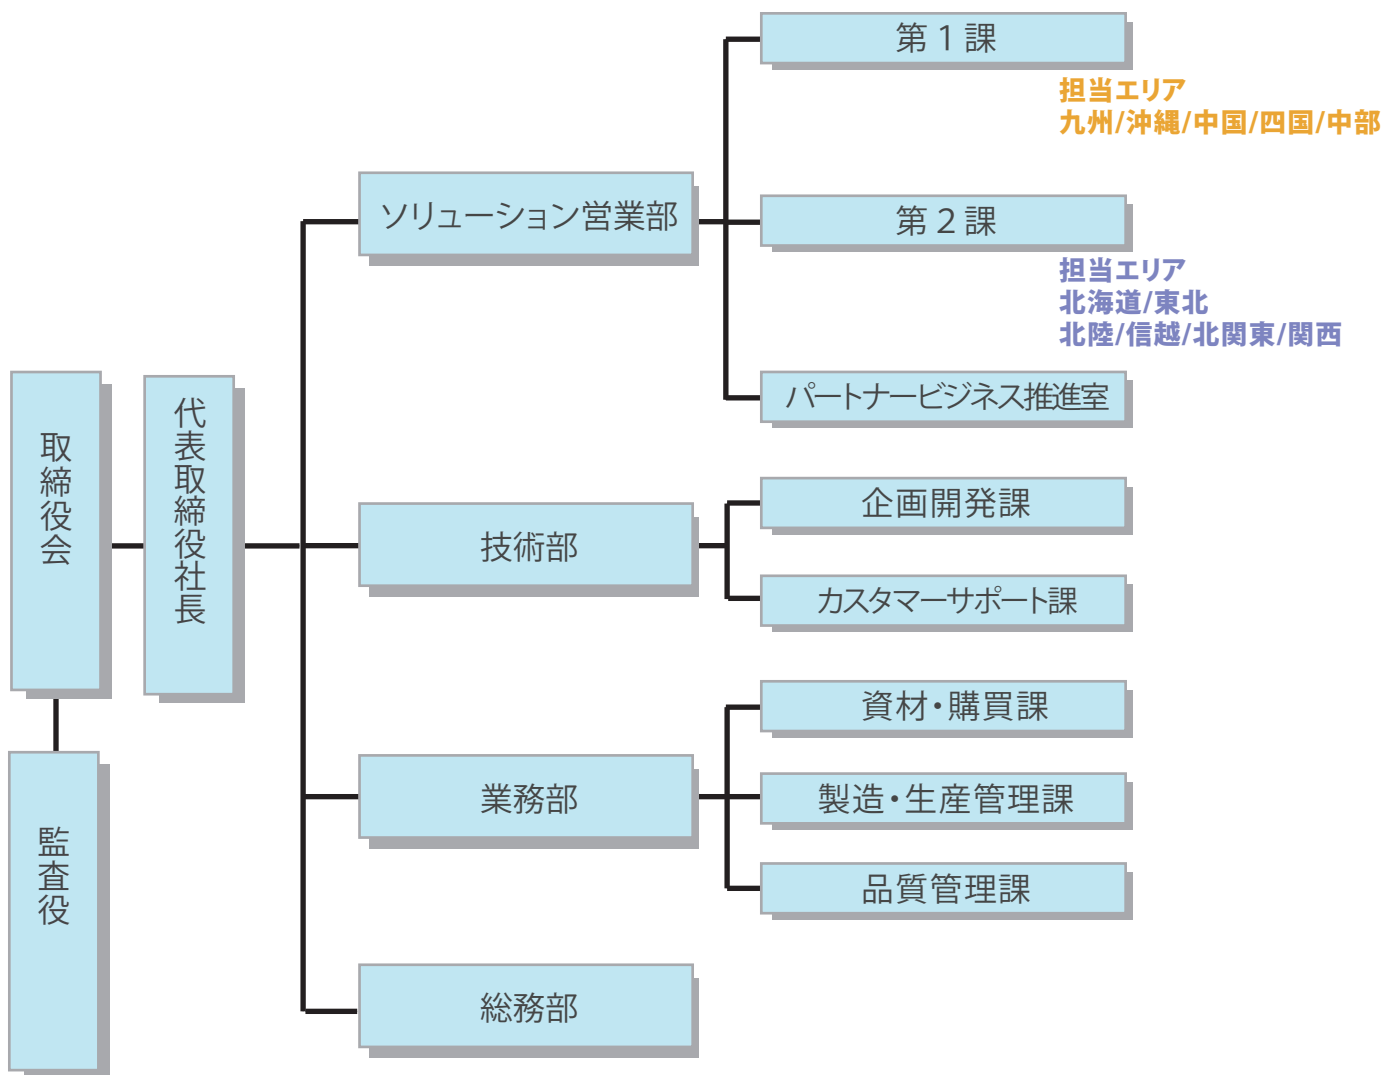 取締役会
監査役
代表取締役社長
ソリューション営業部
第１課
担当エリア
九州/沖縄/中国/四国/中部
第２課
担当エリア
北海道/東北
北陸/信越/北関東/関西
パートナービジネス推進室
技術部
企画開発課
カスタマーサポート課
業務部
資材・購買課
製造・生産管理課
品質管理課
総務部